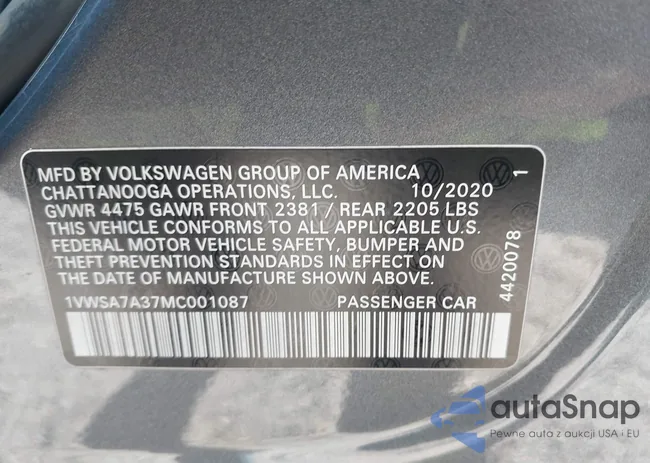 MFD BY VOLKSWAGEN GROUP OF AMERICA
CHATTANOOGA OPERATIONS, LLC. 10/2020
GVWR 4475 GAWR FRONT 2381 REAR 2205 LBS
THIS VEHICLE CONFORMS TO ALL APPLICABLE U.S.
FEDERAL MOTOR VEHICLE SAFETY, BUMPER AND
THEFT PREVENTION STANDARDS IN EFFECT ON
THE DATE OF MANUFACTURE SHOWN ABOVE.
1VWSA7A37MC001087 PASSENGER CAR
4420078 1
autaSnap
Pewne auta z aukcji USA i EU